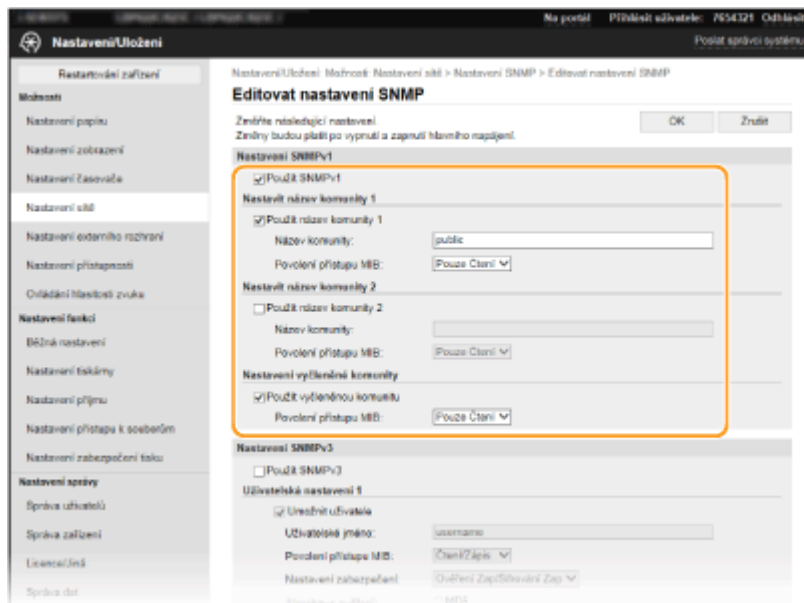 Na portál Přihlásit uživatele: 7654321 Odhlásit
Nastavení/Uložení
Poslat správci systému
Restartování zařízení
Nastavení/Uložení: Možnosti: Nastavení sítě > Nastavení SNMP > Editovat nastavení SNMP
Možnosti
Editovat nastavení SNMP
Nastavení papíru
Změňte následující nastavení
OK
Zrušit
Změny budou platit po vypnutí a zapnutí hlavního napájení.
Nastavení zobrazení
Nastavení SNMPv1
Nastavení časovače
Použít SNMPv1
Nastavit název komunity 1
Nastavení sítě
Použít název komunity 1
Nastavení externího rozhraní
Název komunity: public
Nastavení přístupnosti
Povolení přístupu MIB: Pouze Čtení
Ovládání hlasitosti zvuku
Nastavit název komunity 2
Nastavení funkcí
Použít název komunity 2
Běžná nastavení
Název komunity:
Povolení přístupu MIB: Pouze Čtení
Nastavení tiskárny
Nastavení vyčleněné komunity
Nastavení příjmu
Použít vyčleněnou komunitu
Povolení přístupu MIB: Pouze Čtení
Nastavení přístupu k souborům
Nastavení SNMPv3
Nastavení zabezpečení tisku
Použít SNMPv3
Nastavení správy
Uživatelská nastavení 1
Správa uživatelů
Umožnit uživatele
Uživatelské jméno: username
Správa zařízení
Povolení přístupu MIB: Čtení/Zápis
Licence/Jiná
Nastavení zabezpečení Ověření Zap/Šifrování Zap
Správa dat
MD5